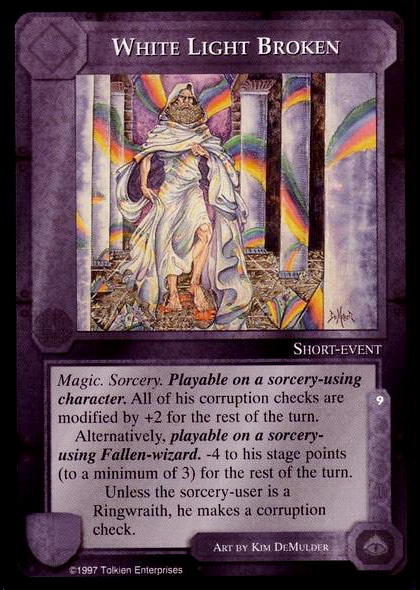 White Light Broken
Short-event
Magic. Sorcery. Playable on a sorcery-using
character. All of his corruption checks are
modified by +2 for the rest of the turn.
Alternatively, playable on a sorcery-
using Fallen-wizard. -4 to his stage points
(to a minimum of 3) for the rest of the turn.
Unless the sorcery-user is a
Ringwraith, he makes a corruption
check.
9
Art by Kim DeMulder
©1997 Tolkien Enterprises